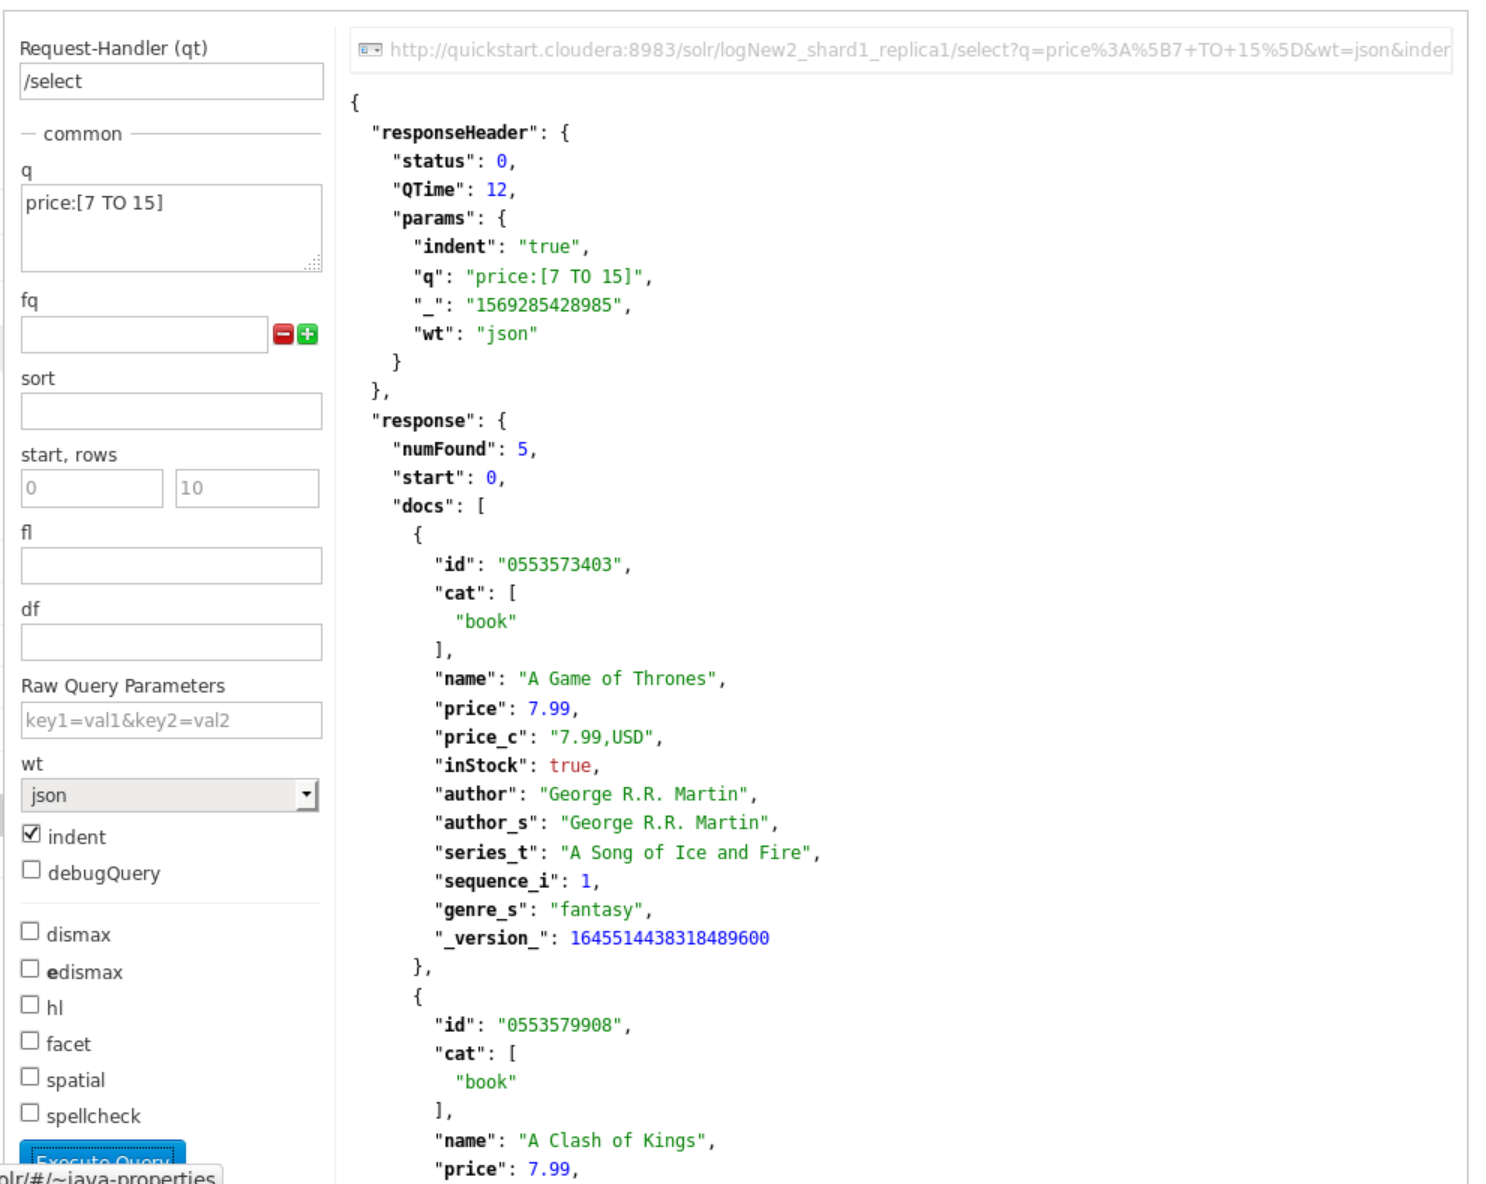 Request-Handler (qt)
/select
common
q
price:[7 TO 15]
fq
sort
start, rows
0 10
fl
df
Raw Query Parameters
key1=val1&key2=val2
wt
json
indent
debugQuery
dismax
edismax
hl
facet
spatial
spellcheck
Execute Query
olr/#/~java-properties
http://quickstart.cloudera:8983/solr/logNew2_shard1_replica1/select?q=price%3A%5B7+TO+15%5D&wt=json&inder
{
"responseHeader": {
"status": 0,
"QTime": 12,
"params": {
"indent": "true",
"q": "price:[7 TO 15]",
"_": "1569285428985",
"wt": "json"
}
},
"response": {
"numFound": 5,
"start": 0,
"docs": [
{
"id": "0553573403",
"cat": [
"book"
],
"name": "A Game of Thrones",
"price": 7.99,
"price_c": "7.99,USD",
"inStock": true,
"author": "George R.R. Martin",
"author_s": "George R.R. Martin",
"series_t": "A Song of Ice and Fire",
"sequence_i": 1,
"genre_s": "fantasy",
"_version_": 1645514438318489600
},
{
"id": "0553579908",
"cat": [
"book"
],
"name": "A Clash of Kings",
"price": 7.99,